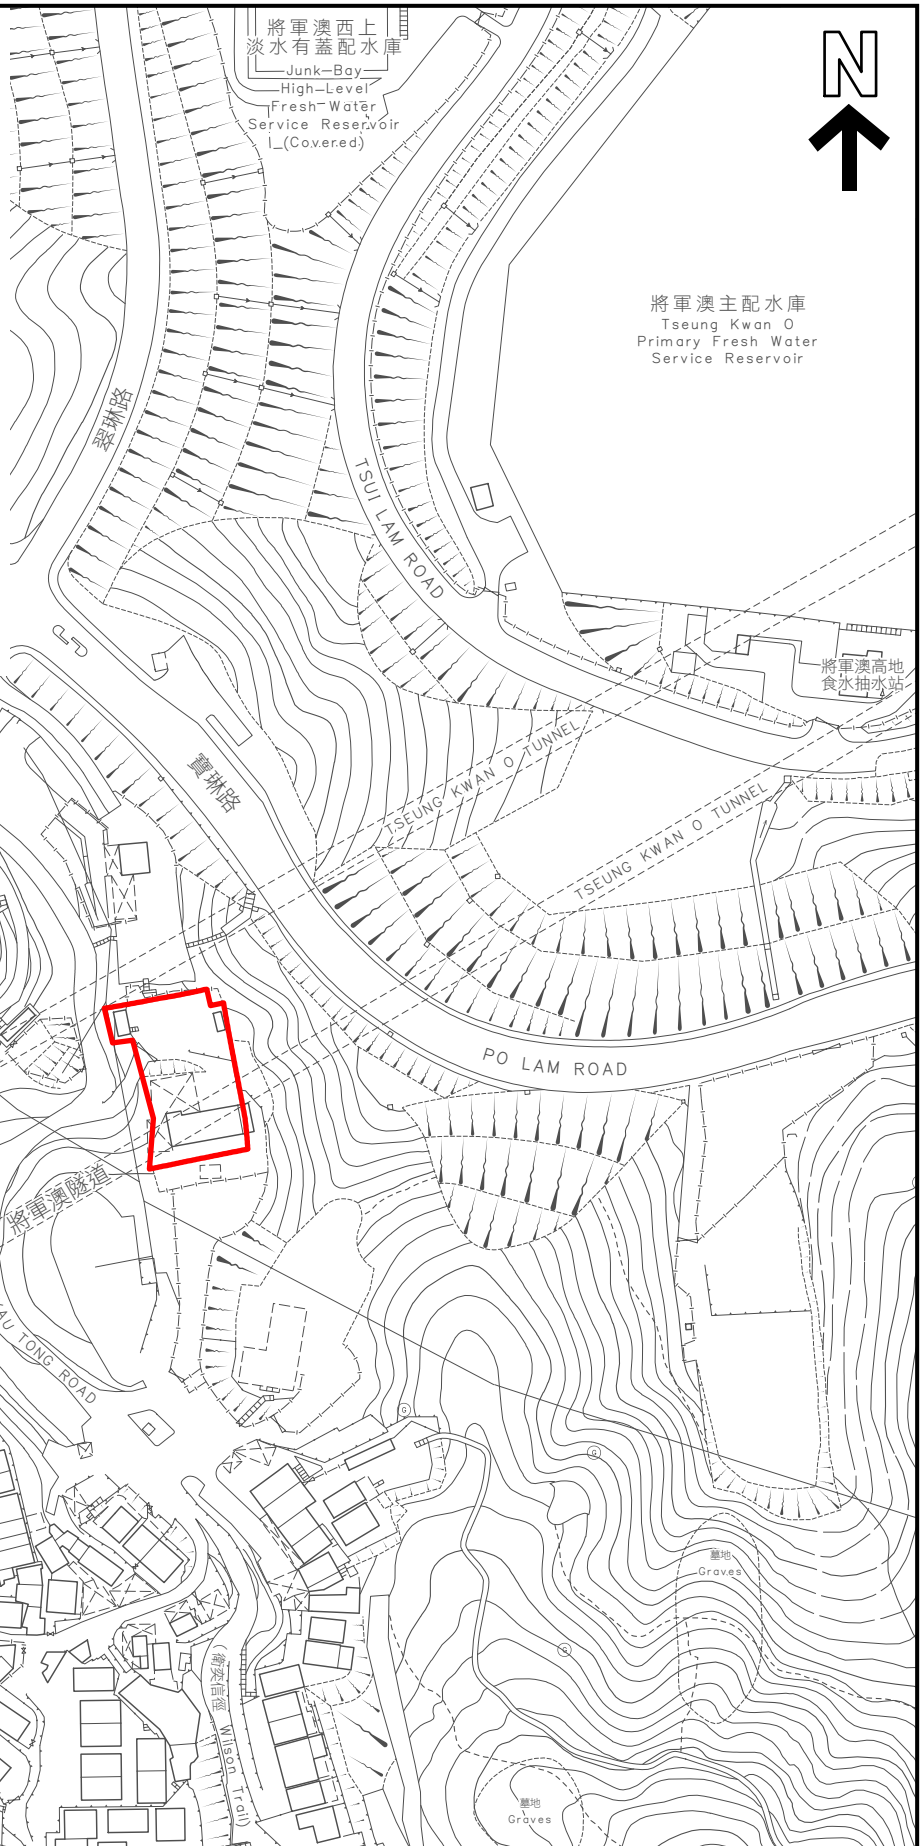 將軍澳西上
淡水有蓋配水庫
Junk Bay
High-Level
Fresh Water
Service Reservoir
(Covered)
N
將軍澳主配水庫
Tseung Kwan O
Primary Fresh Water
Service Reservoir
翠琳路
TSUI LAM ROAD
將軍澳高地
食水抽水站
寶琳路
TSEUNG KWAN O TUNNEL
TSEUNG KWAN O TUNNEL
PO LAM ROAD
將軍澳隧道
AU TONG ROAD
G
G
墓地
Graves
G
(衛奕信徑 Wilson Trail)
墓地
Graves